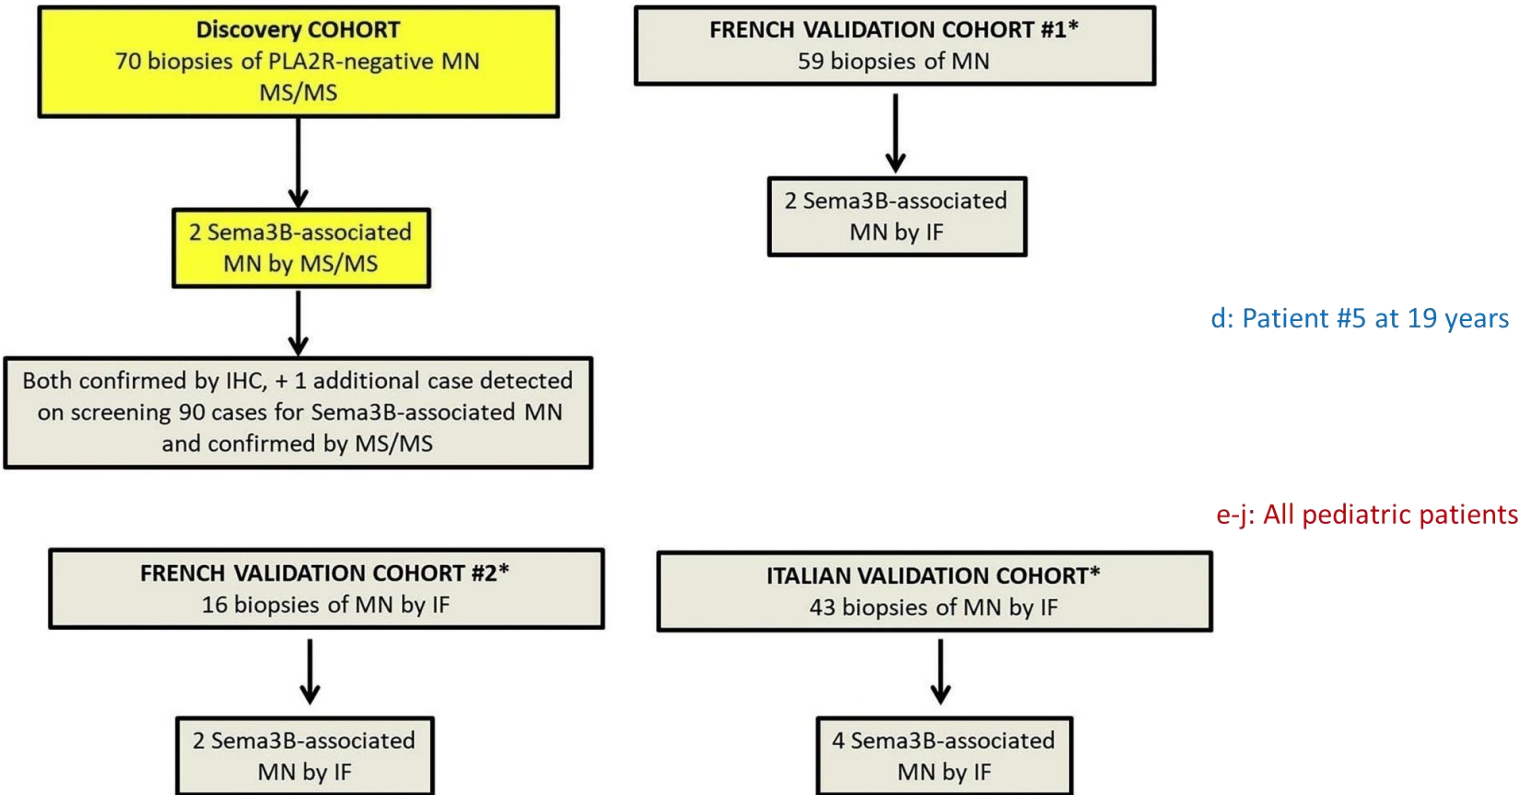 Discovery COHORT
70 biopsies of PLA2R-negative MN
MS/MS
2 Sema3B-associated
MN by MS/MS
Both confirmed by IHC, + 1 additional case detected
on screening 90 cases for Sema3B-associated MN
and confirmed by MS/MS
FRENCH VALIDATION COHORT #1*
59 biopsies of MN
2 Sema3B-associated
MN by IF
d: Patient #5 at 19 years
e-j: All pediatric patients
FRENCH VALIDATION COHORT #2*
16 biopsies of MN by IF
2 Sema3B-associated
MN by IF
ITALIAN VALIDATION COHORT*
43 biopsies of MN by IF
4 Sema3B-associated
MN by IF